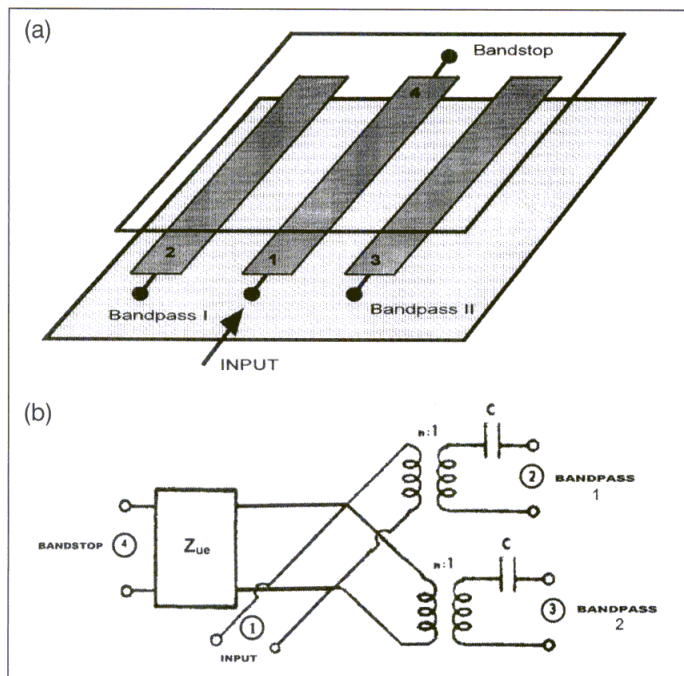 (a)
Bandstop
4
2
1
3
Bandpass I
Bandpass II
INPUT
(b)
C
n:1
2 BANDPASS
1
BANDSTOP 4
Zue
n:1
C
3 BANDPASS
2
1
INPUT